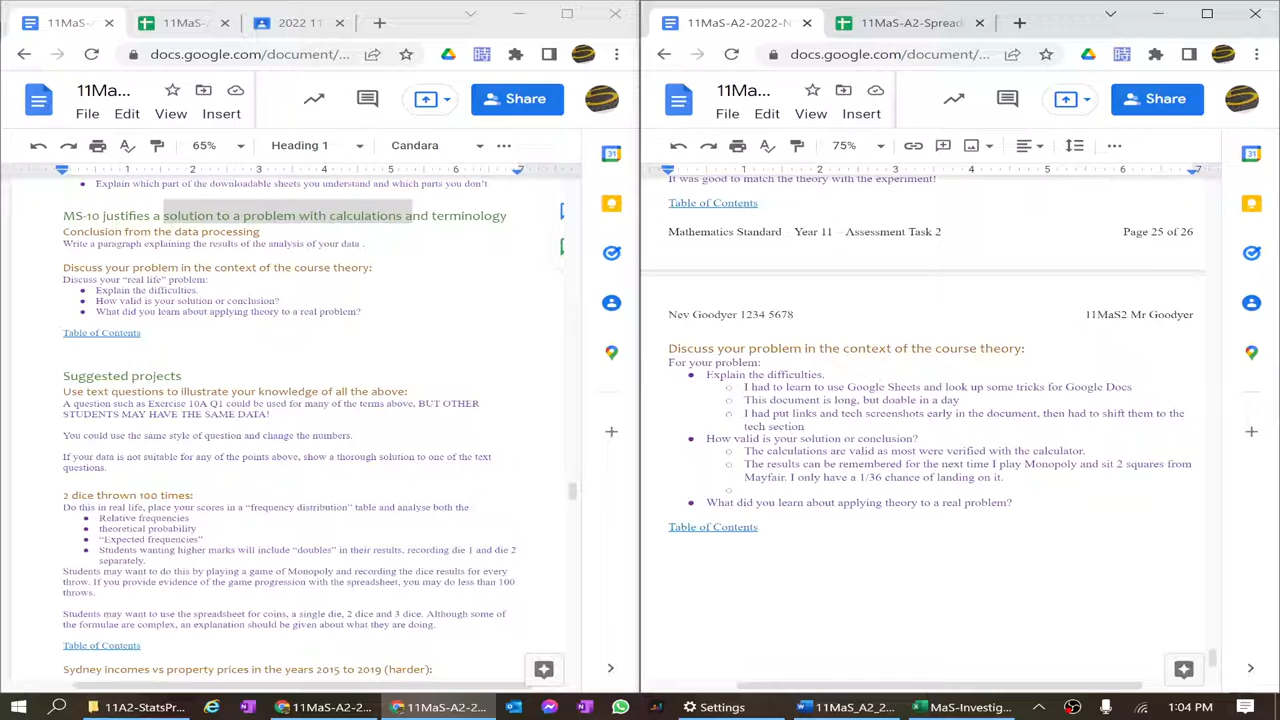 11MaS-
11MaS-
2022 11
docs.google.com/document/...
11Ma...
Share
File Edit View Insert
65% Heading 1 Candara
1 2 3 4 5 6 7
Explain which part of the downloadable sheets you understand and which parts you don't
MS-10 justifies a solution to a problem with calculations and terminology
Conclusion from the data processing
Write a paragraph explaining the results of the analysis of your data .
Discuss your problem in the context of the course theory:
Discuss your "real life" problem:
Explain the difficulties.
How valid is your solution or conclusion?
What did you learn about applying theory to a real problem?
Table of Contents
Suggested projects
Use text questions to illustrate your knowledge of all the above:
A question such as Exercise 10A Q1 could be used for many of the terms above, BUT OTHER
STUDENTS MAY HAVE THE SAME DATA!
You could use the same style of question and change the numbers.
If your data is not suitable for any of the points above, show a thorough solution to one of the text
questions.
2 dice thrown 100 times:
Do this in real life, place your scores in a "frequency distribution" table and analyse both the
Relative frequencies
theoretical probability
"Expected frequencies"
Students wanting higher marks will include "doubles" in their results, recording die 1 and die 2
separately.
Students may want to do this by playing a game of Monopoly and recording the dice results for every
throw. If you provide evidence of the game progression with the spreadsheet, you may do less than 100
throws.
Students may want to use the spreadsheet for coins, a single die, 2 dice and 3 dice. Although some of
the formulae are complex, an explanation should be given about what they are doing.
Table of Contents
Sydney incomes vs property prices in the years 2015 to 2019 (harder):
11MaS-A2-2022-N
11MaS-A2-Spread
docs.google.com/document/...
11Ma...
Share
File Edit View Insert
75%
1 2 3 4 5 6 7
It was good to match the theory with the experiment!
Table of Contents
Mathematics Standard – Year 11 – Assessment Task 2
Page 25 of 26
Nev Goodyer 1234 5678
11MaS2 Mr Goodyer
Discuss your problem in the context of the course theory:
For your problem:
Explain the difficulties.
I had to learn to use Google Sheets and look up some tricks for Google Docs
This document is long, but doable in a day
I had put links and tech screenshots early in the document, then had to shift them to the
tech section
How valid is your solution or conclusion?
The calculations are valid as most were verified with the calculator.
The results can be remembered for the next time I play Monopoly and sit 2 squares from
Mayfair. I only have a 1/36 chance of landing on it.
What did you learn about applying theory to a real problem?
Table of Contents
11A2-StatsPr...
11MaS-A2-2...
11MaS-A2-2...
Settings
11MaS_A2_2...
MaS-Investig...
1:04 PM